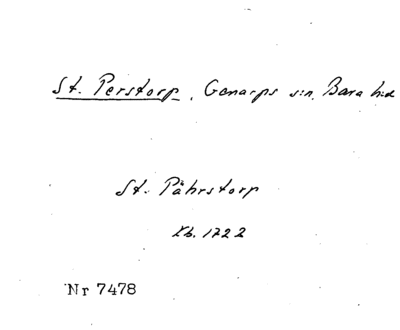 St. Perstorp, Genarps s:n. Bara h:d
St. Pährstorp
Kb. 1722
Nr 7478